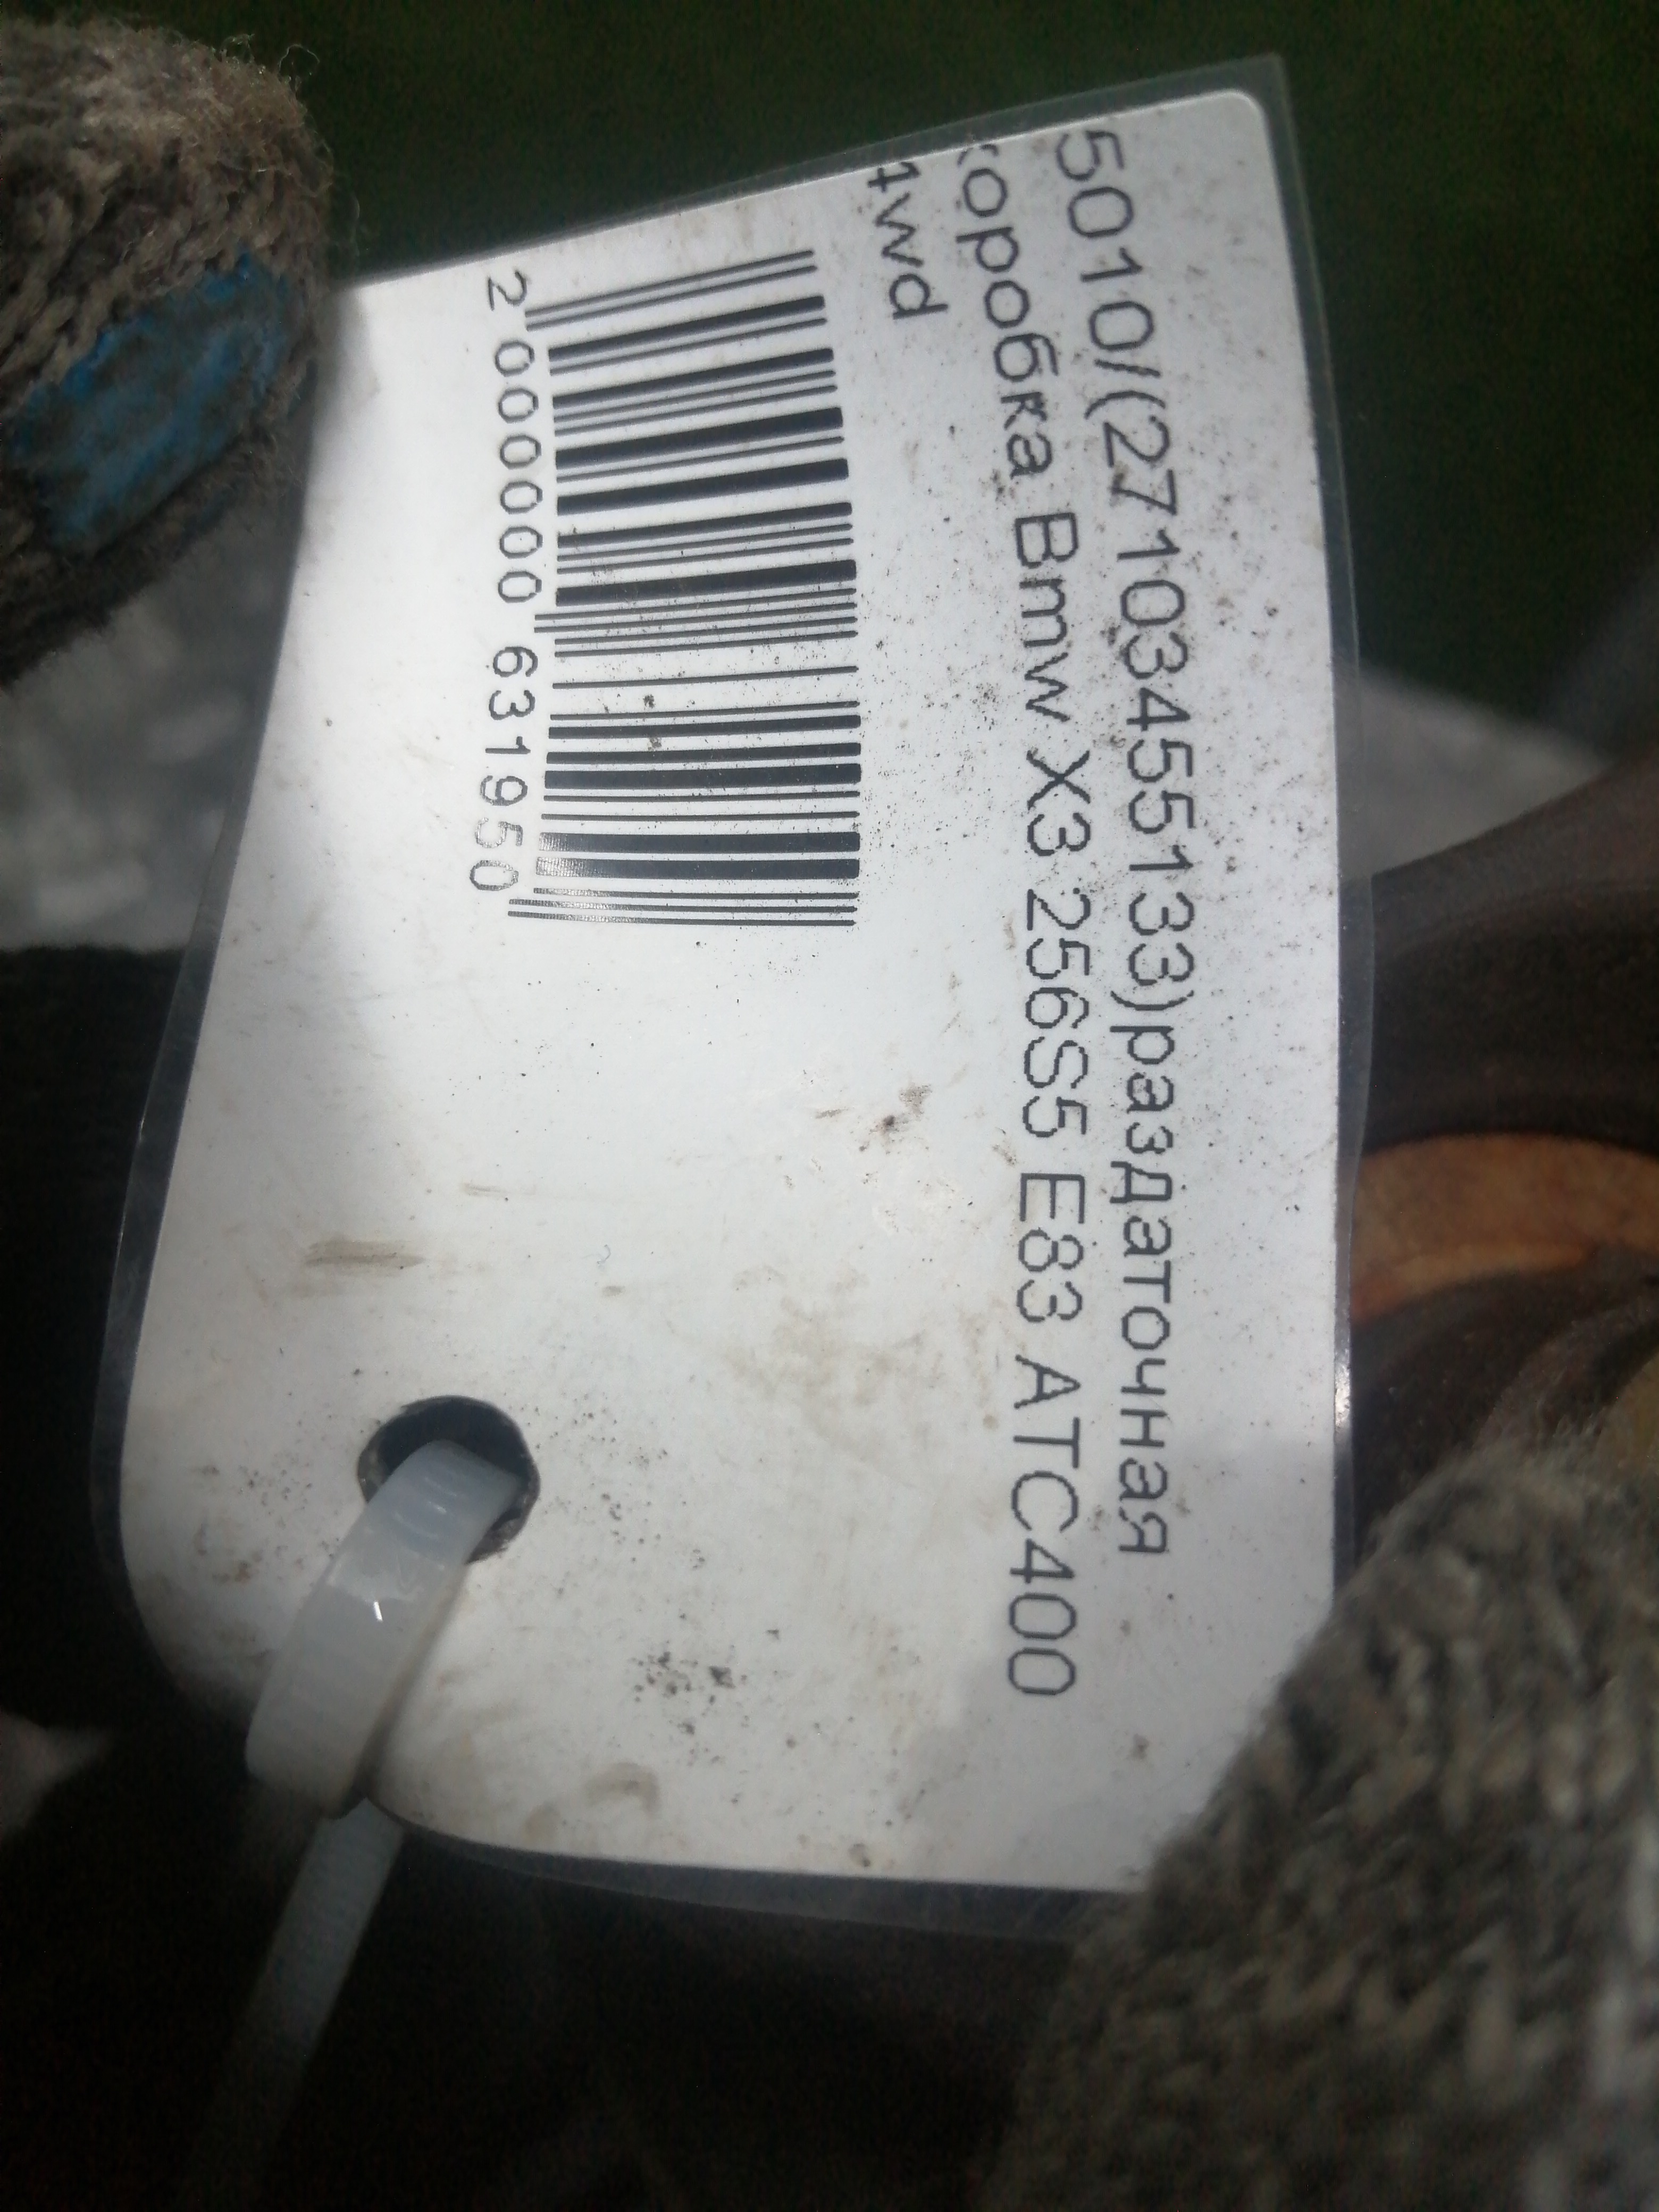 5010/(27103455133)раздаточная
коробка Bmw X3 256S5 E83 ATC400
4wd
2 000000 631950